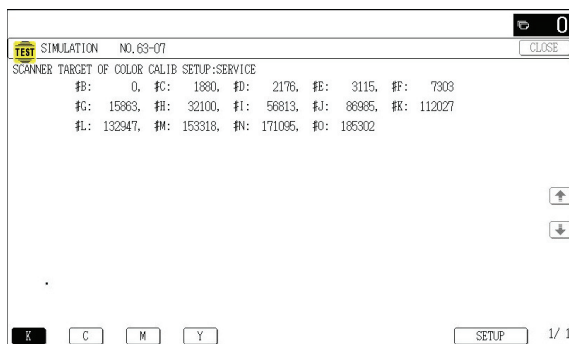 0
TEST SIMULATION NO.63-07 CLOSE
SCANNER TARGET OF COLOR CALIB SETUP:SERVICE
#B: 0, #C: 1880, #D: 2176, #E: 3115, #F: 7303
#G: 15863, #H: 32100, #I: 56813, #J: 86985, #K: 112027
#L: 132947, #M: 153318, #N: 171095, #O: 185302
K C M Y SETUP 1/ 1